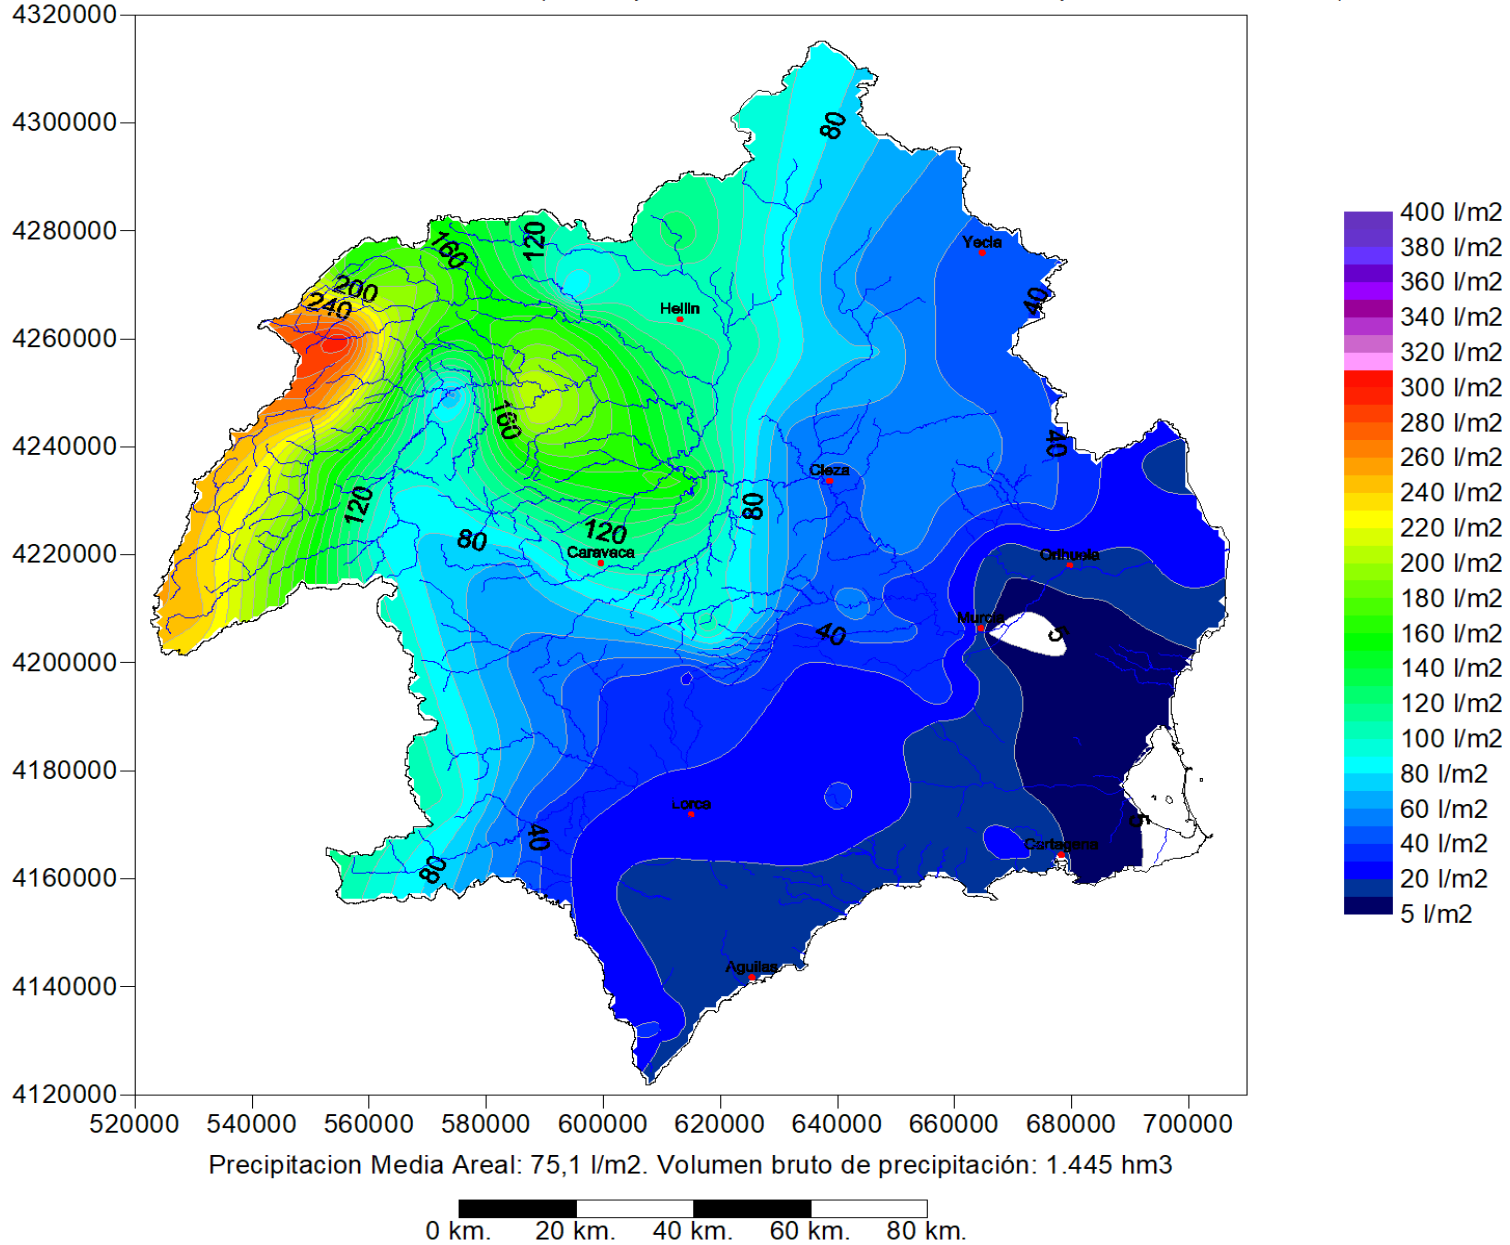 4320000
4300000
4280000
4260000
4240000
4220000
4200000
4180000
4160000
4140000
4120000
520000 540000 560000 580000 600000 620000 640000 660000 680000 700000
80
120
160
200
240
Yecla
40
Hellin
160
40
Cieza
120
80
120
80
Caravaca
Orihuela
Murcia
5
40
Lorca
5
40
Cartagena
80
Aguilas
400 l/m2
380 l/m2
360 l/m2
340 l/m2
320 l/m2
300 l/m2
280 l/m2
260 l/m2
240 l/m2
220 l/m2
200 l/m2
180 l/m2
160 l/m2
140 l/m2
120 l/m2
100 l/m2
80 l/m2
60 l/m2
40 l/m2
20 l/m2
5 l/m2
Precipitacion Media Areal: 75,1 l/m2. Volumen bruto de precipitación: 1.445 hm3
0 km. 20 km. 40 km. 60 km. 80 km.